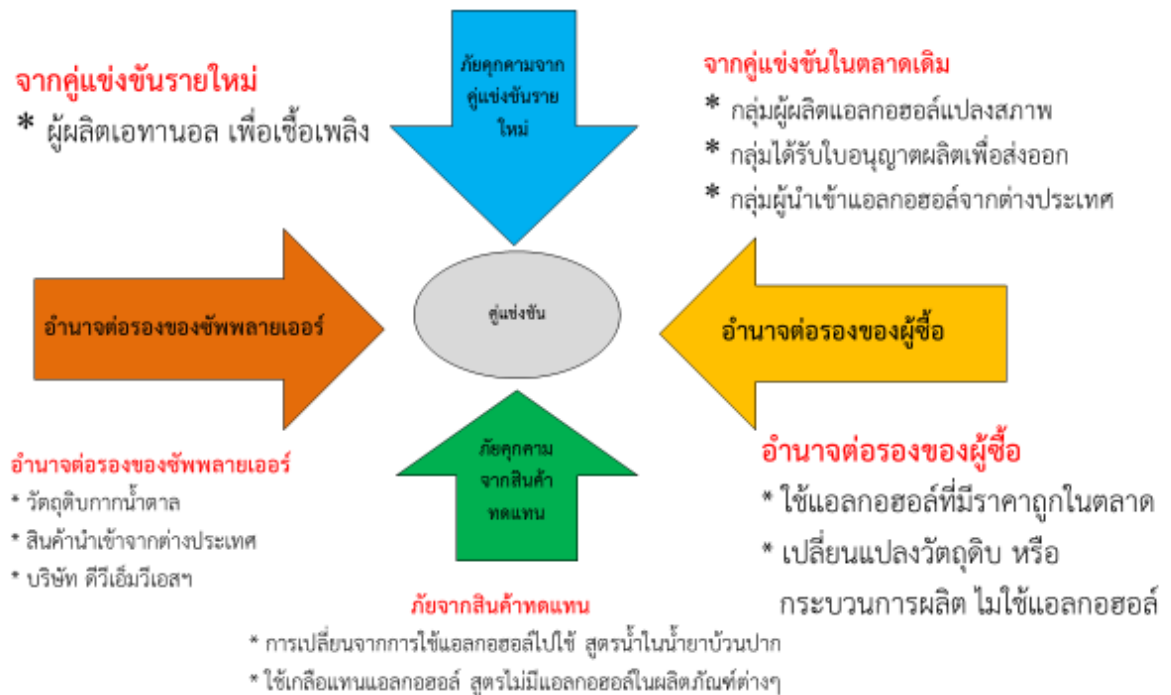 ภัยคุกคามจาก
คู่แข่งขันราย
ใหม่
จากคู่แข่งขันรายใหม่
* ผู้ผลิตเอทานอล เพื่อเชื้อเพลิง
จากคู่แข่งขันในตลาดเดิม
* กลุ่มผู้ผลิตแอลกอฮอล์แปลงสภาพ
* กลุ่มได้รับใบอนุญาตผลิตเพื่อส่งออก
* กลุ่มผู้นำเข้าแอลกอฮอล์จากต่างประเทศ
อำนาจต่อรองของซัพพลายเออร์
คู่แข่งขัน
อำนาจต่อรองของผู้ซื้อ
อำนาจต่อรองของซัพพลายเออร์
* วัตถุดิบกากน้ำตาล
* สินค้านำเข้าจากต่างประเทศ
* บริษัท ดีวีเอ็มวีเอสฯ
ภัยคุกคาม
จากสินค้า
ทดแทน
อำนาจต่อรองของผู้ซื้อ
* ใช้แอลกอฮอล์ที่มีราคาถูกในตลาด
* เปลี่ยนแปลงวัตถุดิบ หรือ
กระบวนการผลิต ไม่ใช้แอลกอฮอล์
ภัยจากสินค้าทดแทน
* การเปลี่ยนจากการใช้แอลกอฮอล์ไปใช้ สูตรน้ำในน้ำยาบ้วนปาก
* ใช้เกลือแทนแอลกอฮอล์ สูตรไม่มีแอลกอฮอล์ในผลิตภัณฑ์ต่างๆ